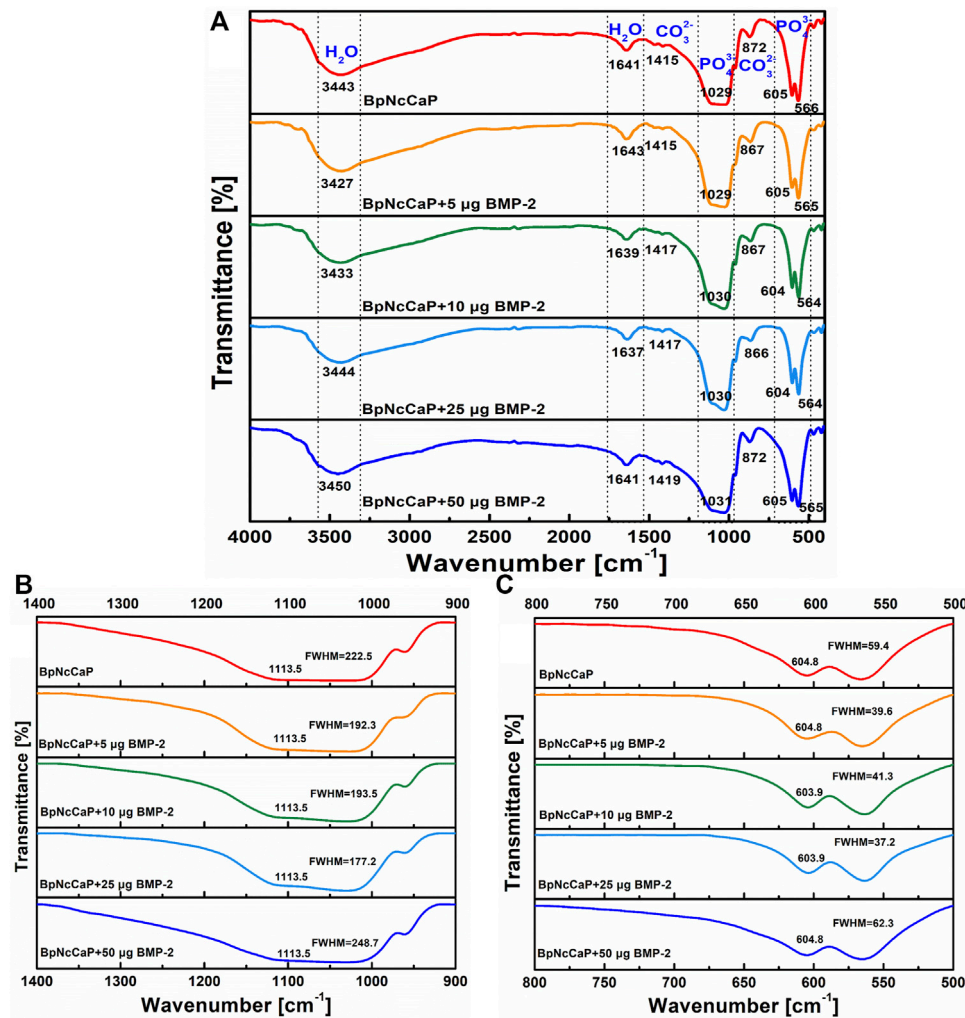 A
H₂O
H₂O
CO₃²⁻
PO₄³⁻
3443
1641
1415
PO₄³⁻
1029
CO₃²⁻
872
605
566
BpNcCaP
3427
1643
1415
1029
867
605
565
BpNcCaP+5 µg BMP-2
3433
1639
1417
1030
867
604
564
BpNcCaP+10 µg BMP-2
3444
1637
1417
1030
866
604
564
BpNcCaP+25 µg BMP-2
3450
1641
1419
1031
872
605
565
BpNcCaP+50 µg BMP-2
Transmittance [%]
4000 3500 3000 2500 2000 1500 1000 500
Wavenumber [cm⁻¹]
B
1400 1300 1200 1100 1000 900
BpNcCaP
1113.5
FWHM=222.5
BpNcCaP+5 µg BMP-2
1113.5
FWHM=192.3
BpNcCaP+10 µg BMP-2
1113.5
FWHM=193.5
BpNcCaP+25 µg BMP-2
1113.5
FWHM=177.2
BpNcCaP+50 µg BMP-2
1113.5
FWHM=248.7
Transmittance [%]
1400 1300 1200 1100 1000 900
Wavenumber [cm⁻¹]
C
800 750 700 650 600 550 500
BpNcCaP
604.8
FWHM=59.4
BpNcCaP+5 µg BMP-2
604.8
FWHM=39.6
BpNcCaP+10 µg BMP-2
603.9
FWHM=41.3
BpNcCaP+25 µg BMP-2
603.9
FWHM=37.2
BpNcCaP+50 µg BMP-2
604.8
FWHM=62.3
Transmittance [%]
800 750 700 650 600 550 500
Wavenumber [cm⁻¹]